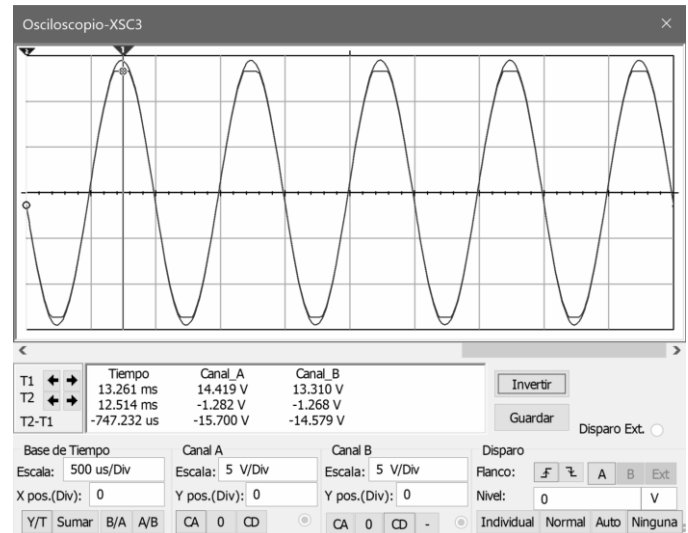 Osciloscopio-XSC3 ×
2 1
< >
T1 Tiempo Canal_A Canal_B
13.261 ms 14.419 V 13.310 V
T2 12.514 ms -1.282 V -1.268 V
T2-T1 -747.232 us -15.700 V -14.579 V
Invertir
Guardar
Disparo Ext.
Base de Tiempo Canal A Canal B Disparo
Escala: 500 us/Div Escala: 5 V/Div Escala: 5 V/Div Flanco: A B Ext
X pos.(Div): 0 Y pos.(Div): 0 Y pos.(Div): 0 Nivel: 0 V
Y/T Sumar B/A A/B CA 0 CD CA 0 CD - Individual Normal Auto Ninguna